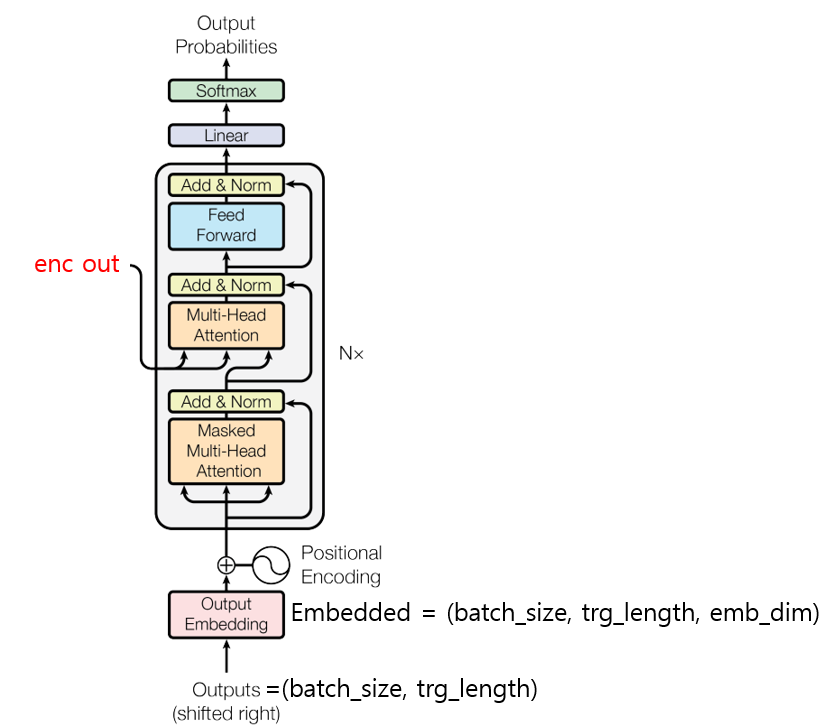 Output
Probabilities
Softmax
Linear
Add & Norm
Feed
Forward
enc out
Add & Norm
Multi-Head
Attention
N×
Add & Norm
Masked
Multi-Head
Attention
Positional
Encoding
Output
Embedding
Embedded = (batch_size, trg_length, emb_dim)
Outputs =(batch_size, trg_length)
(shifted right)